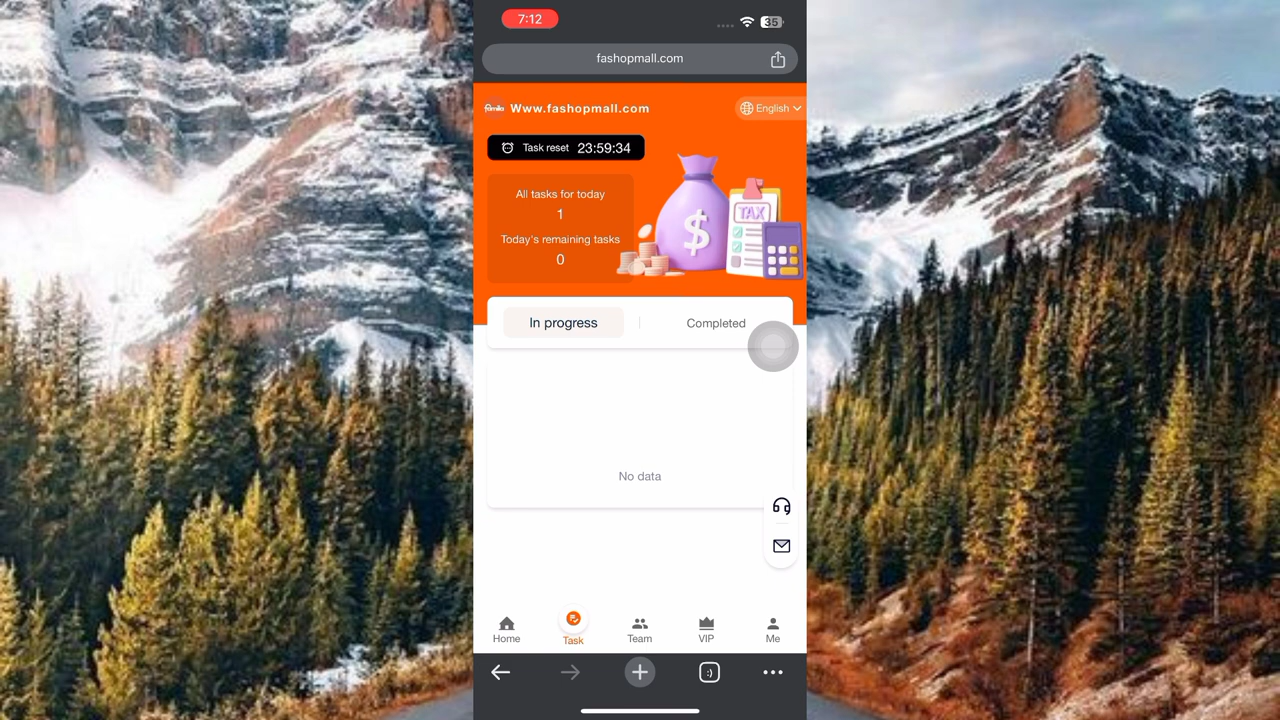 7:12
35
fashopmall.com
Www.fashopmall.com
English
Task reset 23:59:34
All tasks for today
1
Today's remaining tasks
0
$
TAX
In progress
Completed
No data
Home
Task
Team
VIP
Me
:)